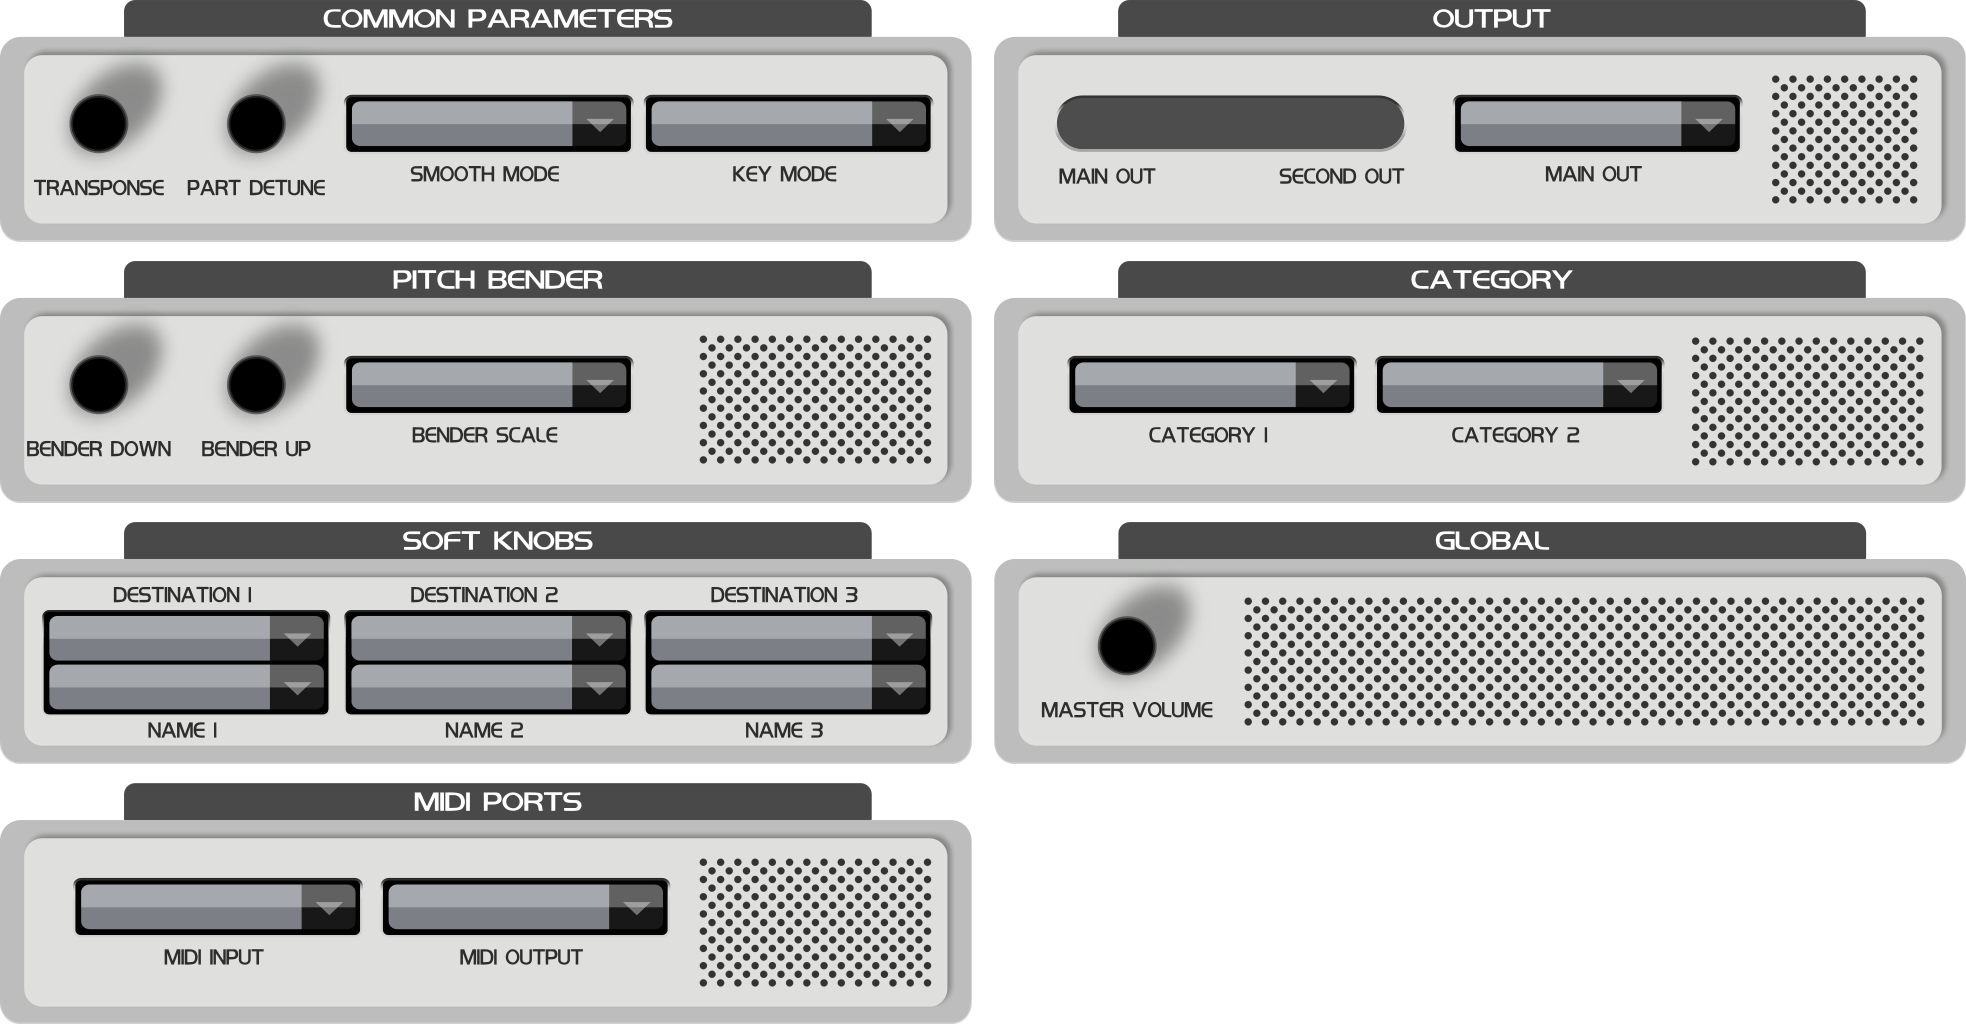 COMMON PARAMETERS
TRANSPONSE
PART DETUNE
SMOOTH MODE
KEY MODE
OUTPUT
MAIN OUT
SECOND OUT
MAIN OUT
PITCH BENDER
BENDER DOWN
BENDER UP
BENDER SCALE
CATEGORY
CATEGORY 1
CATEGORY 2
SOFT KNOBS
DESTINATION 1
DESTINATION 2
DESTINATION 3
NAME 1
NAME 2
NAME 3
GLOBAL
MASTER VOLUME
MIDI PORTS
MIDI INPUT
MIDI OUTPUT